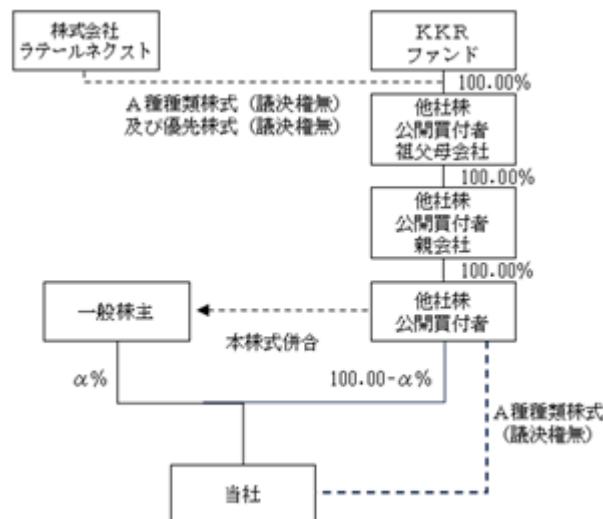 株式会社
ラテールネクスト
KKR
ファンド
100.00%
A種種類株式（議決権無）
及び優先株式（議決権無）
他社株
公開買付者
祖父母会社
100.00%
他社株
公開買付者
親会社
100.00%
一般株主
他社株
公開買付者
本株式併合
α%
100.00-α%
A種種類株式
（議決権無）
当社